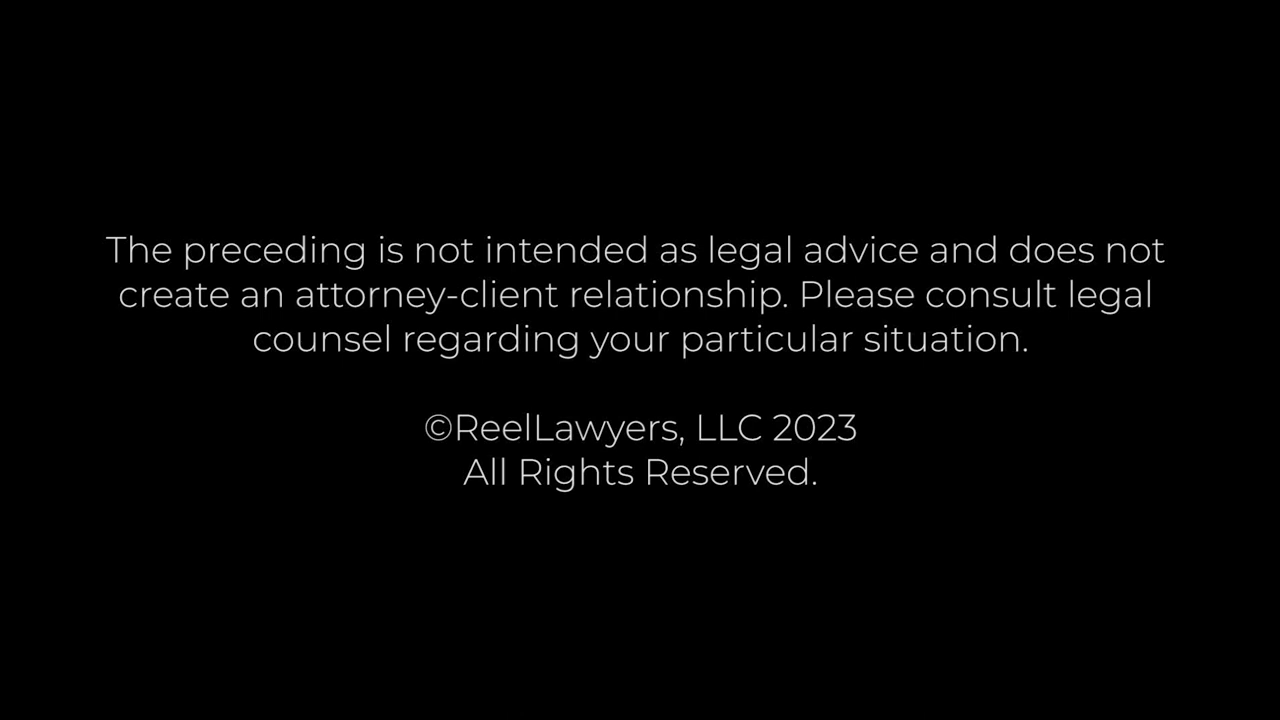 The preceding is not intended as legal advice and does not
create an attorney-client relationship. Please consult legal
counsel regarding your particular situation.
©ReelLawyers, LLC 2023
All Rights Reserved.